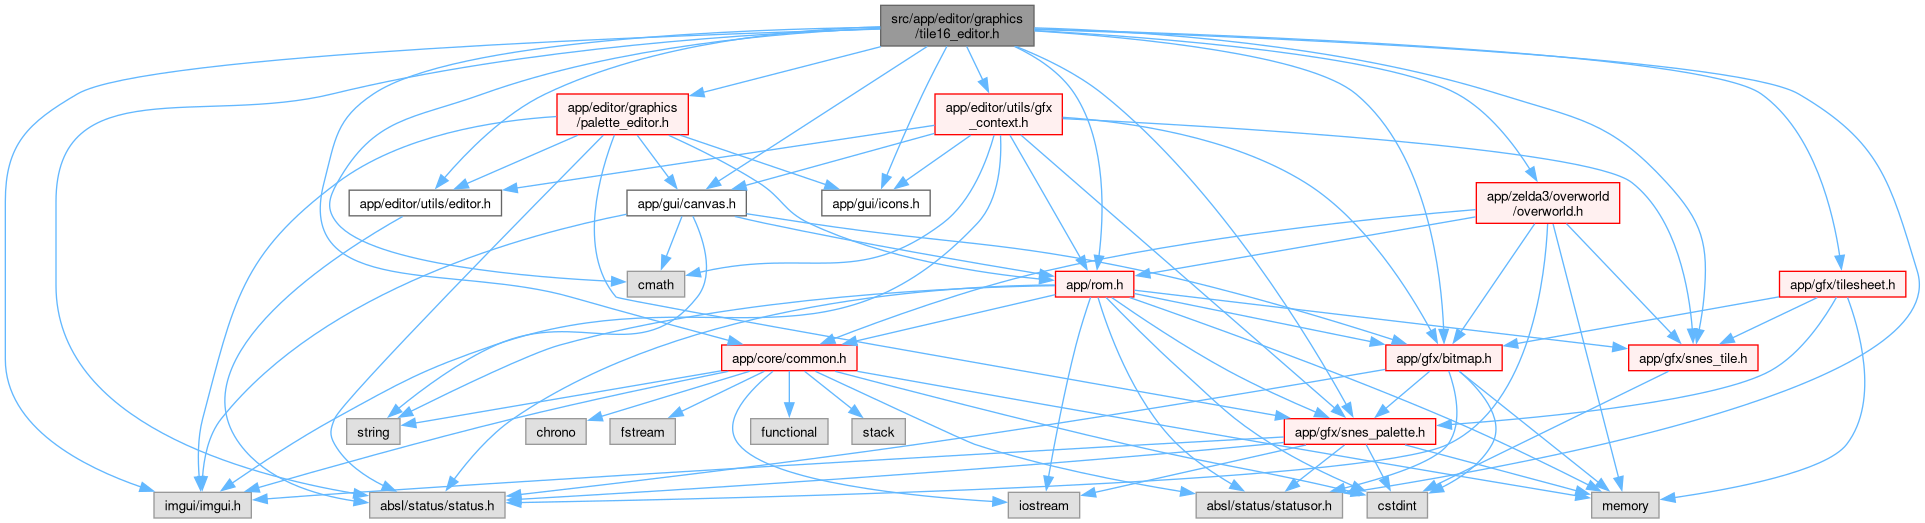 src/app/editor/graphics
/tile16_editor.h
app/editor/graphics
/palette_editor.h
app/editor/utils/gfx
_context.h
app/editor/utils/editor.h
app/gui/canvas.h
app/gui/icons.h
app/zelda3/overworld
/overworld.h
cmath
app/rom.h
app/gfx/tilesheet.h
app/core/common.h
app/gfx/bitmap.h
app/gfx/snes_tile.h
string
chrono
fstream
functional
stack
app/gfx/snes_palette.h
imgui/imgui.h
absl/status/status.h
iostream
absl/status/statusor.h
cstdint
memory